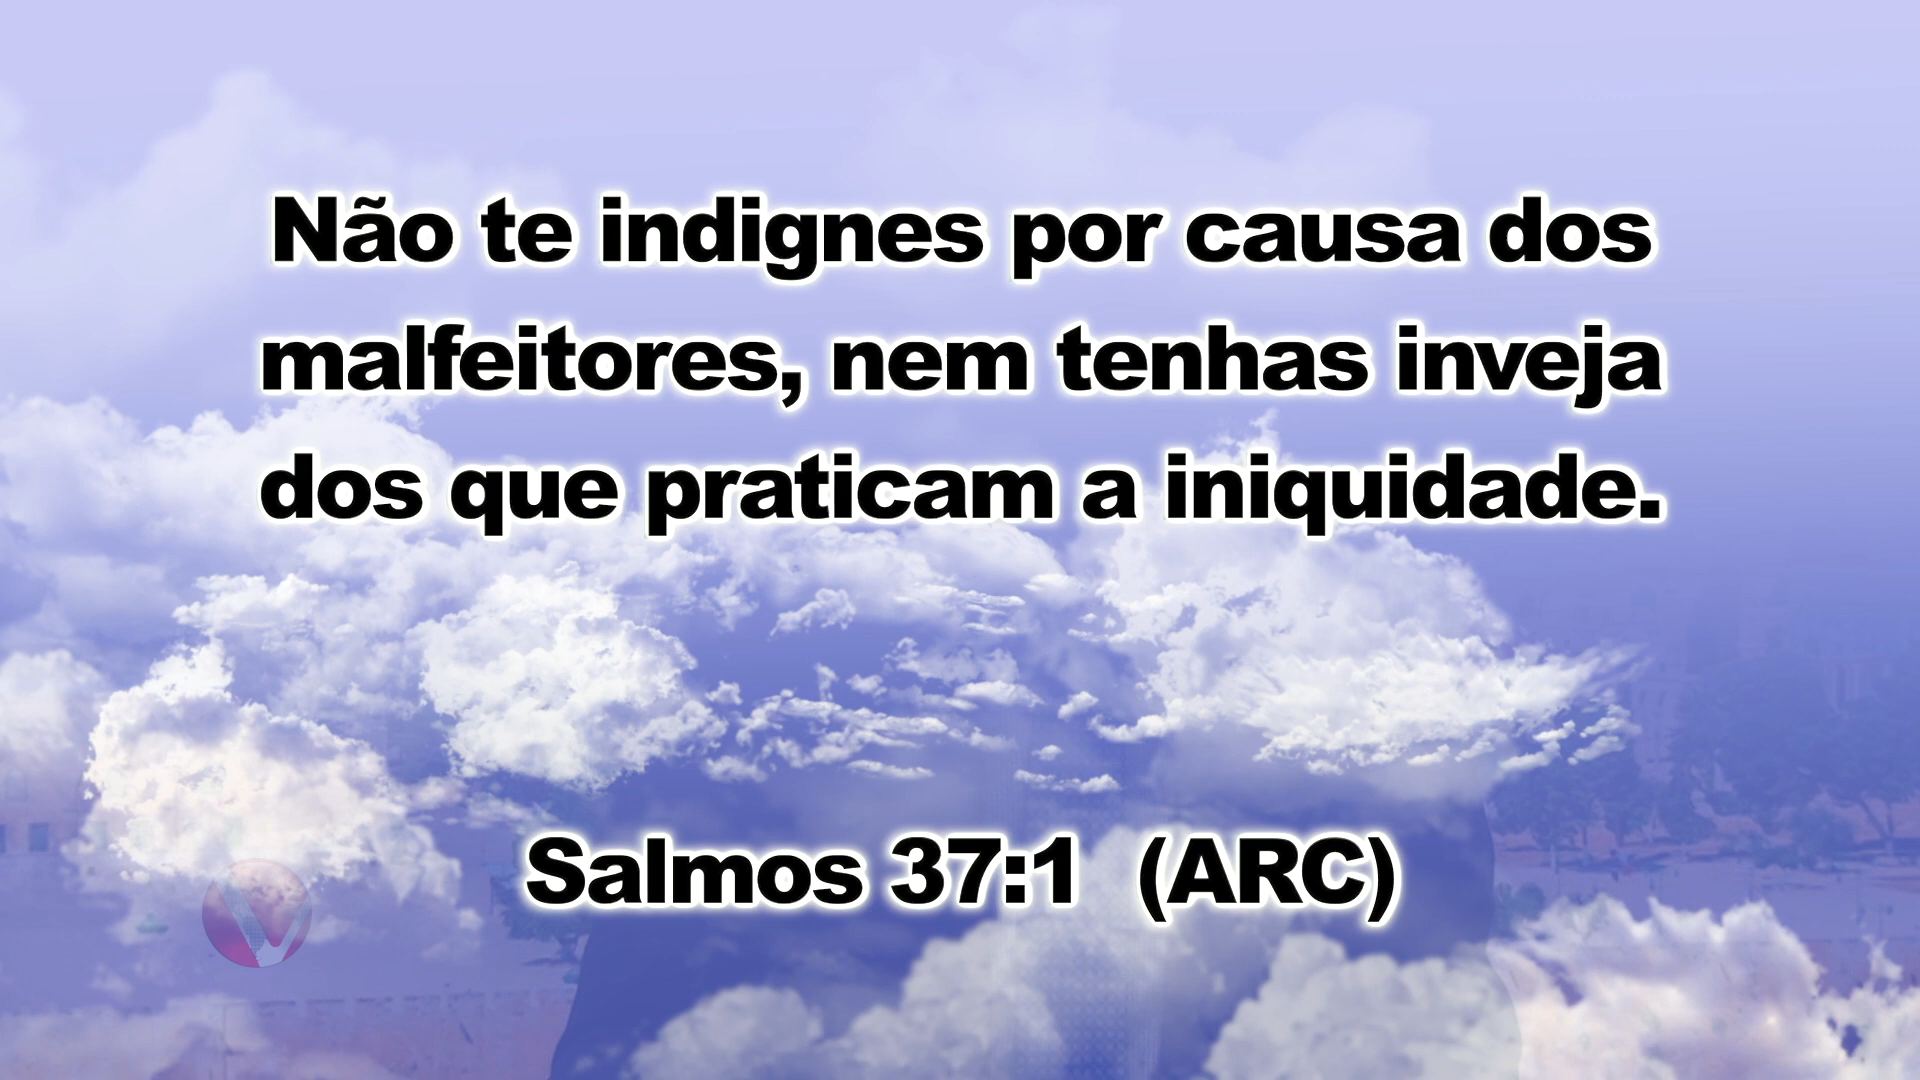 Não te indignes por causa dos
malfeitores, nem tenhas inveja
dos que praticam a iniquidade.
Salmos 37:1 (ARC)